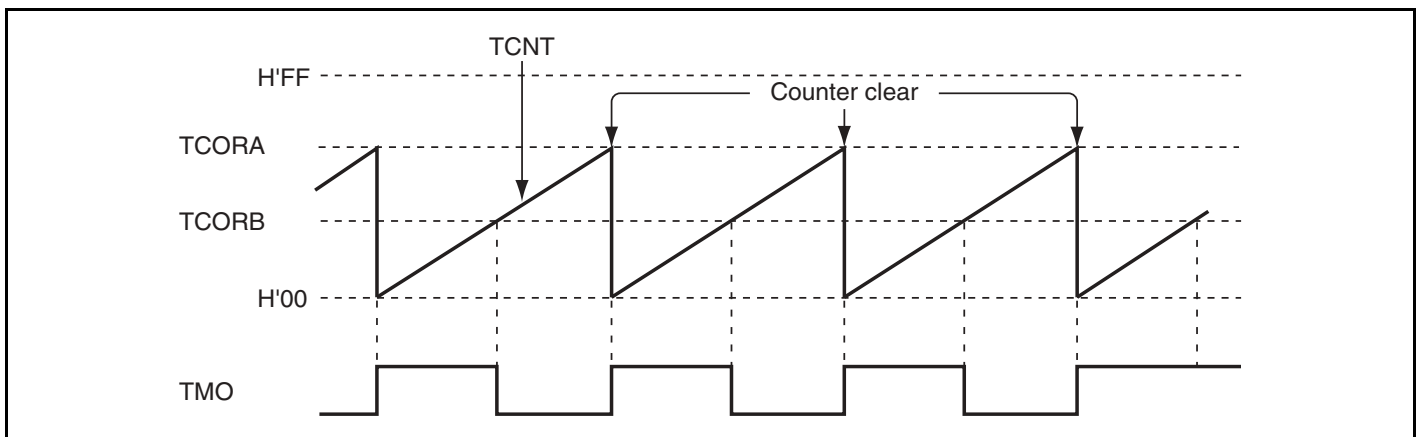 TCNT
H'FF
Counter clear
TCORA
TCORB
H'00
TMO